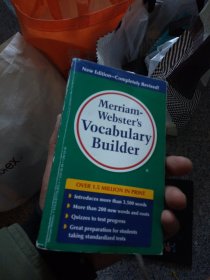 New Edition—Completely Revised!
Merriam-
Webster's
Vocabulary
Builder
OVER 1.5 MILLION IN PRINT
• Introduces more than 3,500 words
• More than 200 new words and roots
• Quizzes to test progress
• Great preparation for students
taking standardized tests
ex